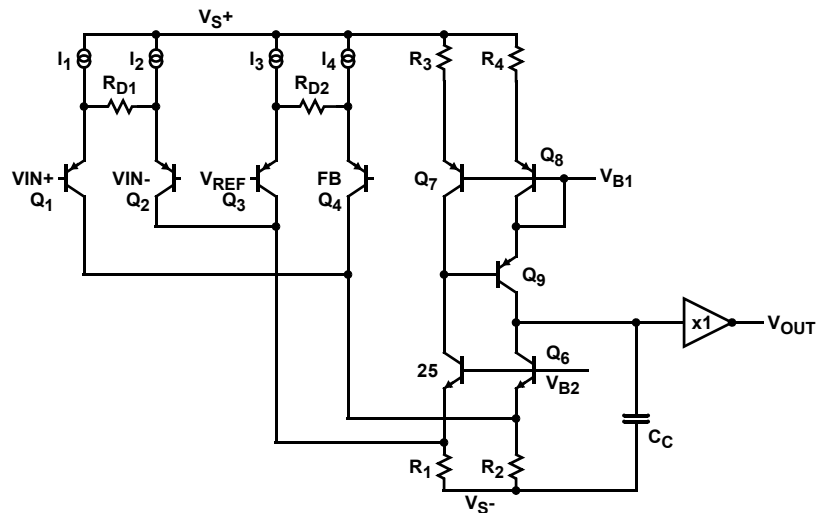 VS+
I1
I2
I3
I4
R3
R4
RD1
RD2
VIN+
Q1
VIN-
Q2
VREF
Q3
FB
Q4
Q7
Q8
VB1
Q9
x1
VOUT
25
Q6
VB2
CC
R1
R2
VS-